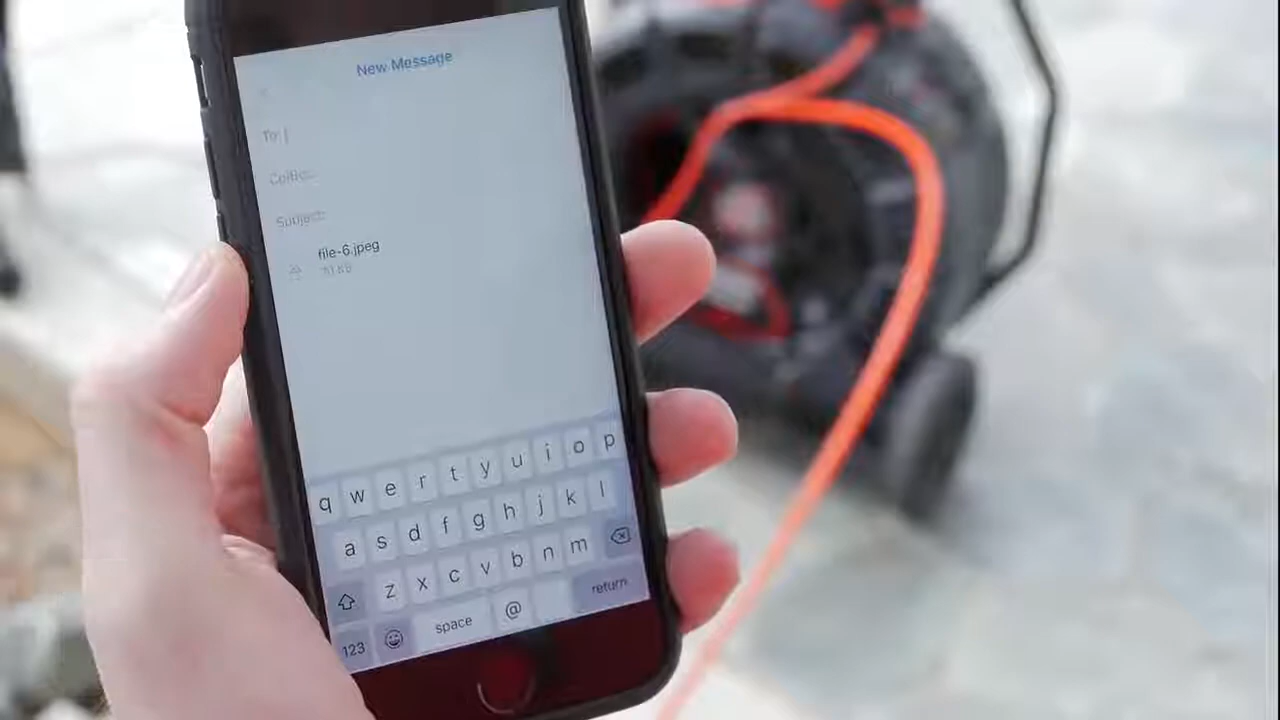 New Message
To:
Cc/Bcc
Subject:
file-6.jpeg
q w e r t y u i o p
a s d f g h j k l
z x c v b n m
return
123 space @